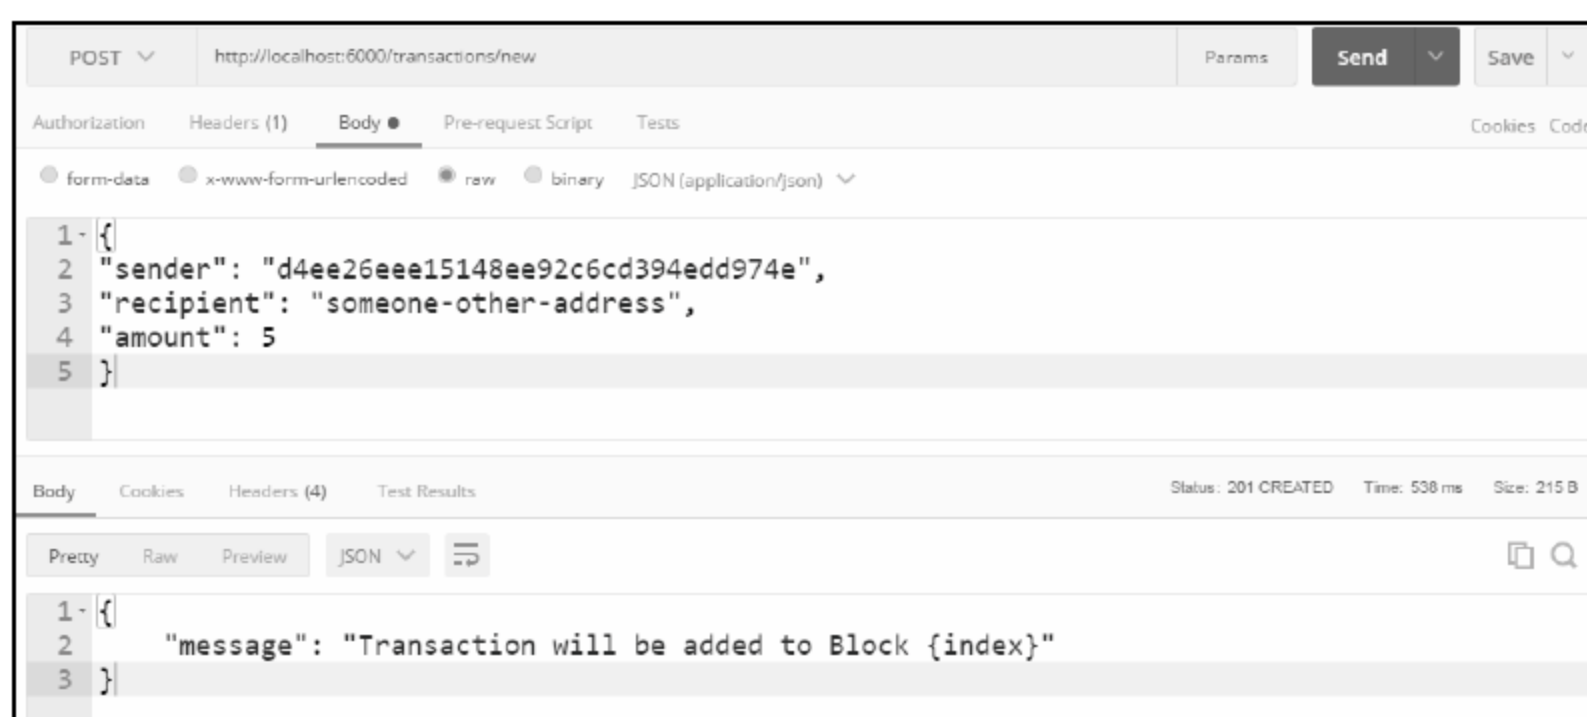 POST http://localhost:6000/transactions/new Params Send Save
Authorization Headers (1) Body Pre-request Script Tests Cookies Code
form-data x-www-form-urlencoded raw binary JSON (application/json)
1 {
2 "sender": "d4ee26eee15148ee92c6cd394edd974e",
3 "recipient": "someone-other-address",
4 "amount": 5
5 }
Body Cookies Headers (4) Test Results Status: 201 CREATED Time: 538 ms Size: 215 B
Pretty Raw Preview JSON
1 {
2 "message": "Transaction will be added to Block {index}"
3 }